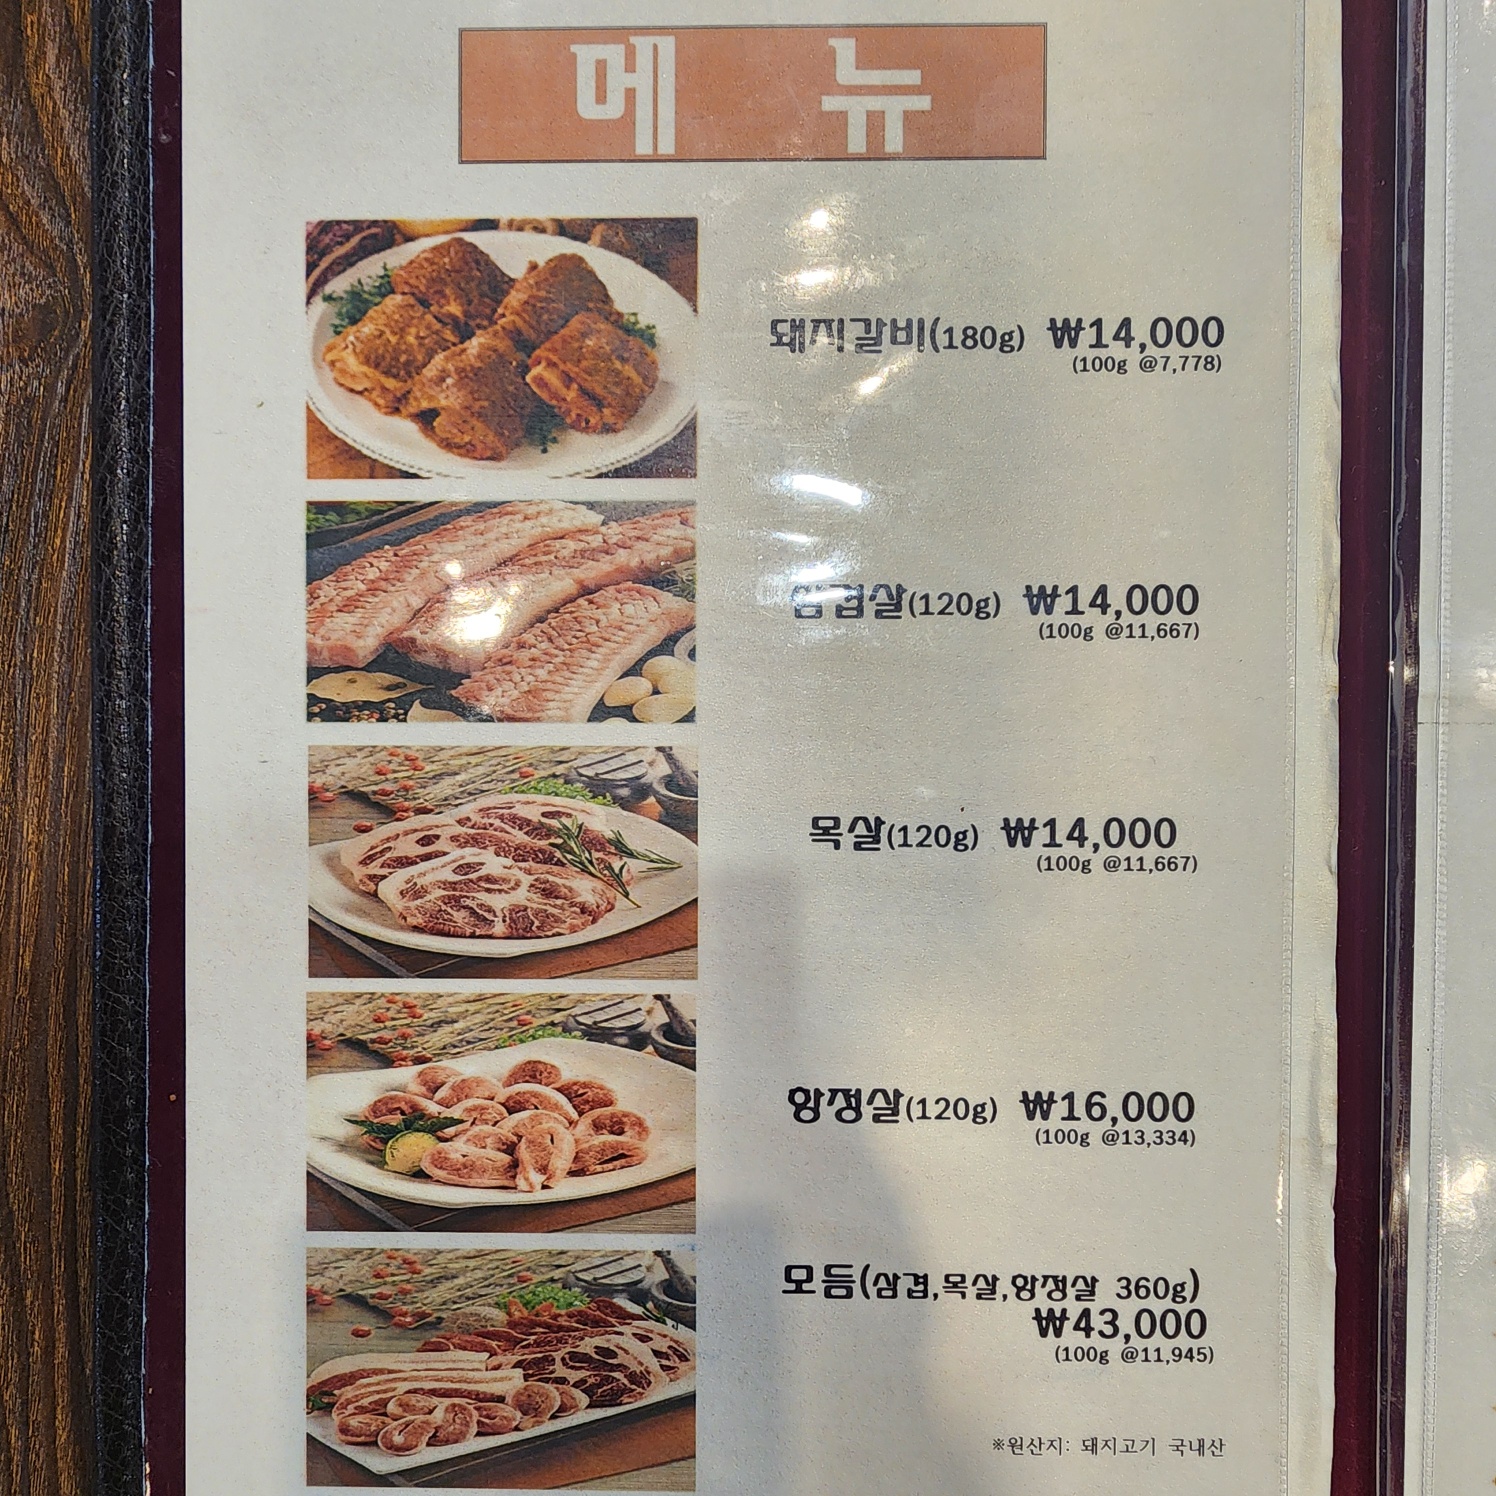 메 뉴
돼지갈비(180g) ₩14,000
(100g @7,778)
삼겹살(120g) ₩14,000
(100g @11,667)
목살(120g) ₩14,000
(100g @11,667)
항정살(120g) ₩16,000
(100g @13,334)
모듬(삼겹,목살,항정살 360g)
₩43,000
(100g @11,945)
※원산지: 돼지고기 국내산